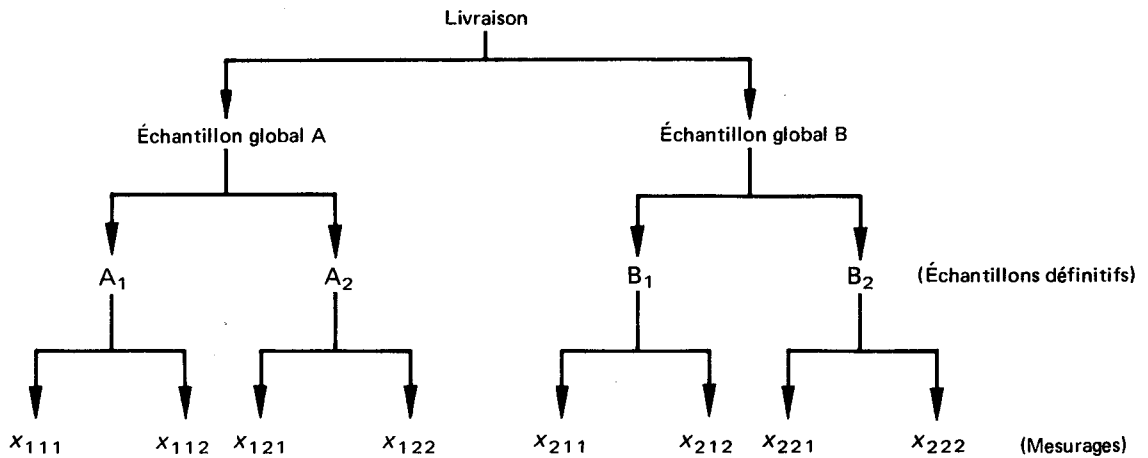 Livraison
Échantillon global A Échantillon global B
A₁ A₂ B₁ B₂ (Échantillons définitifs)
x₁₁₁ x₁₁₂ x₁₂₁ x₁₂₂ x₂₁₁ x₂₁₂ x₂₂₁ x₂₂₂ (Mesurages)